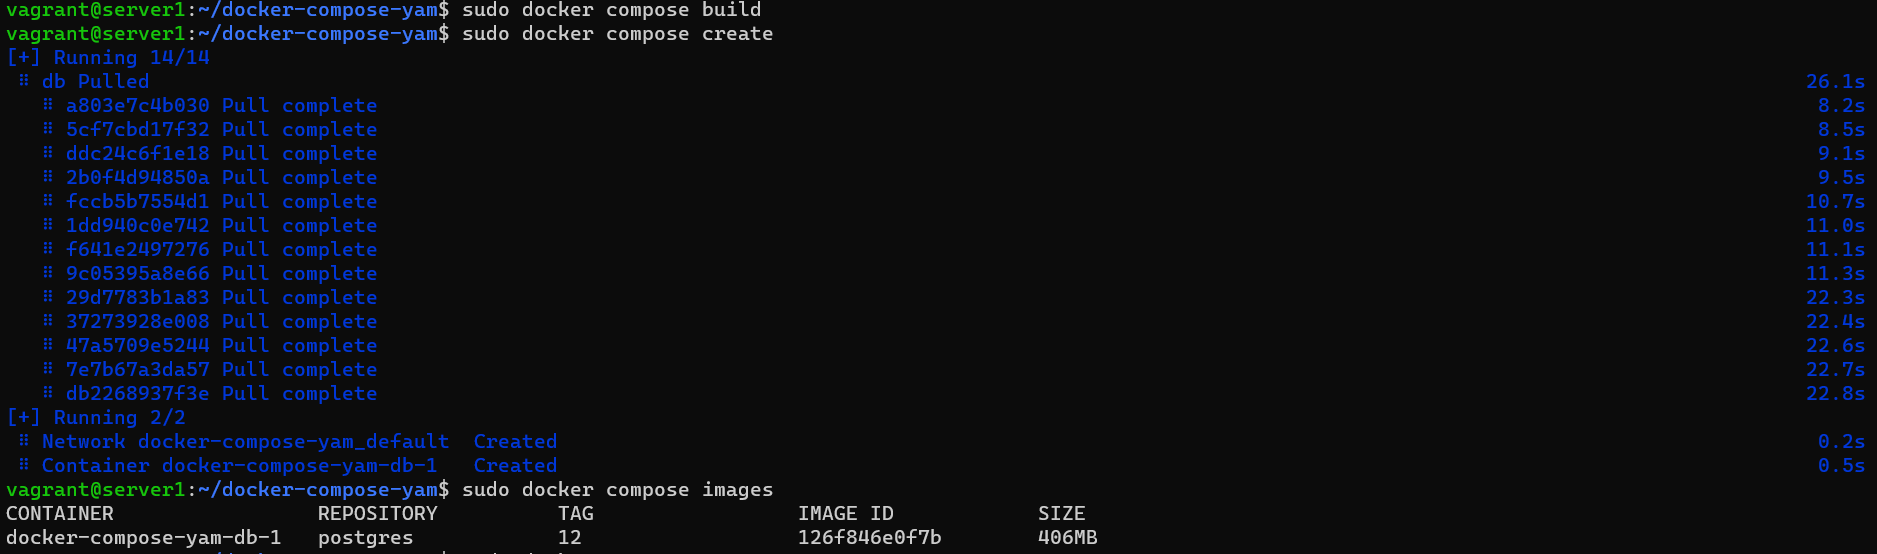 vagrant@server1:~/docker-compose-yam$ sudo docker compose build
vagrant@server1:~/docker-compose-yam$ sudo docker compose create
[+] Running 14/14
⠿ db Pulled 26.1s
⠿ a803e7c4b030 Pull complete 8.2s
⠿ 5cf7cbd17f32 Pull complete 8.5s
⠿ ddc24c6f1e18 Pull complete 9.1s
⠿ 2b0f4d94850a Pull complete 9.5s
⠿ fccb5b7554d1 Pull complete 10.7s
⠿ 1dd940c0e742 Pull complete 11.0s
⠿ f641e2497276 Pull complete 11.1s
⠿ 9c05395a8e66 Pull complete 11.3s
⠿ 29d7783b1a83 Pull complete 22.3s
⠿ 37273928e008 Pull complete 22.4s
⠿ 47a5709e5244 Pull complete 22.6s
⠿ 7e7b67a3da57 Pull complete 22.7s
⠿ db2268937f3e Pull complete 22.8s
[+] Running 2/2
⠿ Network docker-compose-yam_default Created 0.2s
⠿ Container docker-compose-yam-db-1 Created 0.5s
vagrant@server1:~/docker-compose-yam$ sudo docker compose images
CONTAINER REPOSITORY TAG IMAGE ID SIZE
docker-compose-yam-db-1 postgres 12 126f846e0f7b 406MB